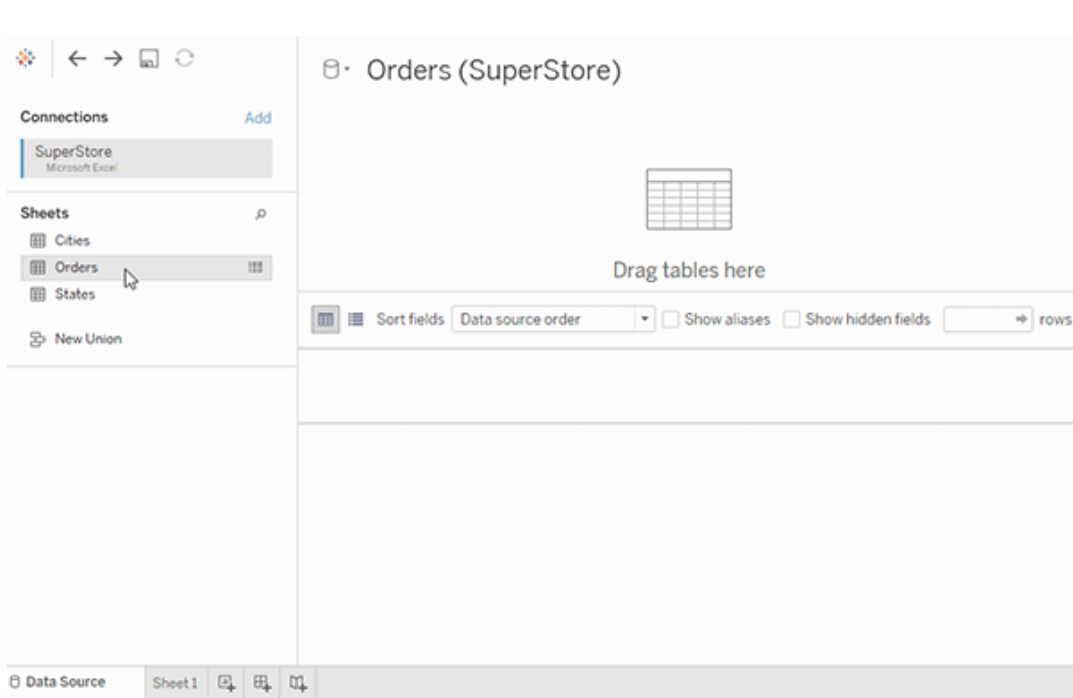 Orders (SuperStore)
Connections
Add
SuperStore
Microsoft Excel
Sheets
Cities
Orders
States
New Union
Drag tables here
Sort fields
Data source order
Show aliases
Show hidden fields
rows
Data Source
Sheet 1